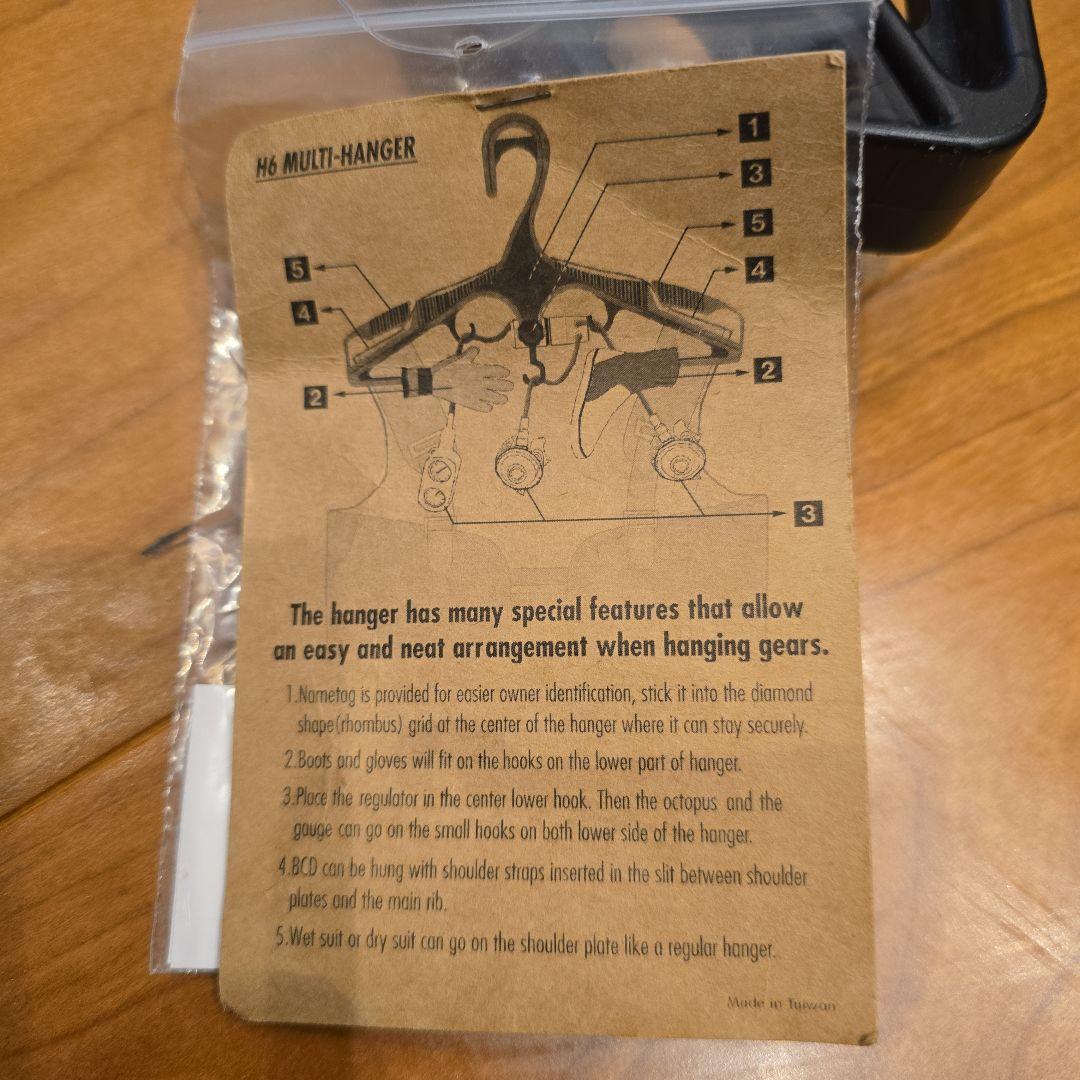 H6 MULTI-HANGER
1
3
5
4
5
4
2
2
3
The hanger has many special features that allow
an easy and neat arrangement when hanging gears.
1.Nametag is provided for easier owner identification, stick it into the diamond
shape(rhombus) grid at the center of the hanger where it can stay securely.
2.Boots and gloves will fit on the hooks on the lower part of hanger.
3.Place the regulator in the center lower hook. Then the octopus and the
gauge can go on the small hooks on both lower side of the hanger.
4.BCD can be hung with shoulder straps inserted in the slit between shoulder
plates and the main rib.
5.Wet suit or dry suit can go on the shoulder plate like a regular hanger.
Made in Taiwan